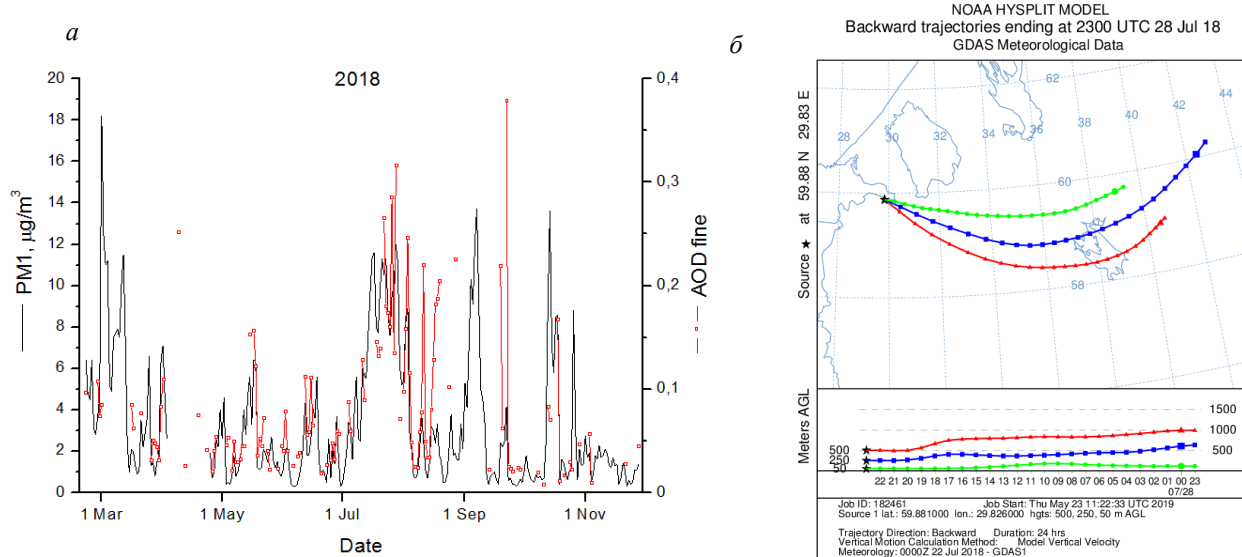 а
2018
20
18
16
14
12
10
8
6
4
2
0
PM1, µg/m³
0,4
0,3
0,2
0,1
0,0
AOD fine
1 Mar
1 May
1 Jul
1 Sep
1 Nov
Date
б
NOAA HYSPLIT MODEL
Backward trajectories ending at 2300 UTC 28 Jul 18
GDAS Meteorological Data
Source ★ at 59.88 N 29.83 E
62
44
42
40
38
36
34
32
30
28
60
58
Meters AGL
1500
1000
500
500
250
50
22 21 20 19 18 17 16 15 14 13 12 11 10 09 08 07 06 05 04 03 02 01 00 23
07/28
Job ID: 182461 Job Start: Thu May 23 11:22:33 UTC 2019
Source 1 lat.: 59.881000 lon.: 29.826000 hgts: 500, 250, 50 m AGL
Trajectory Direction: Backward Duration: 24 hrs
Vertical Motion Calculation Method: Model Vertical Velocity
Meteorology: 0000Z 22 Jul 2018 - GDAS1